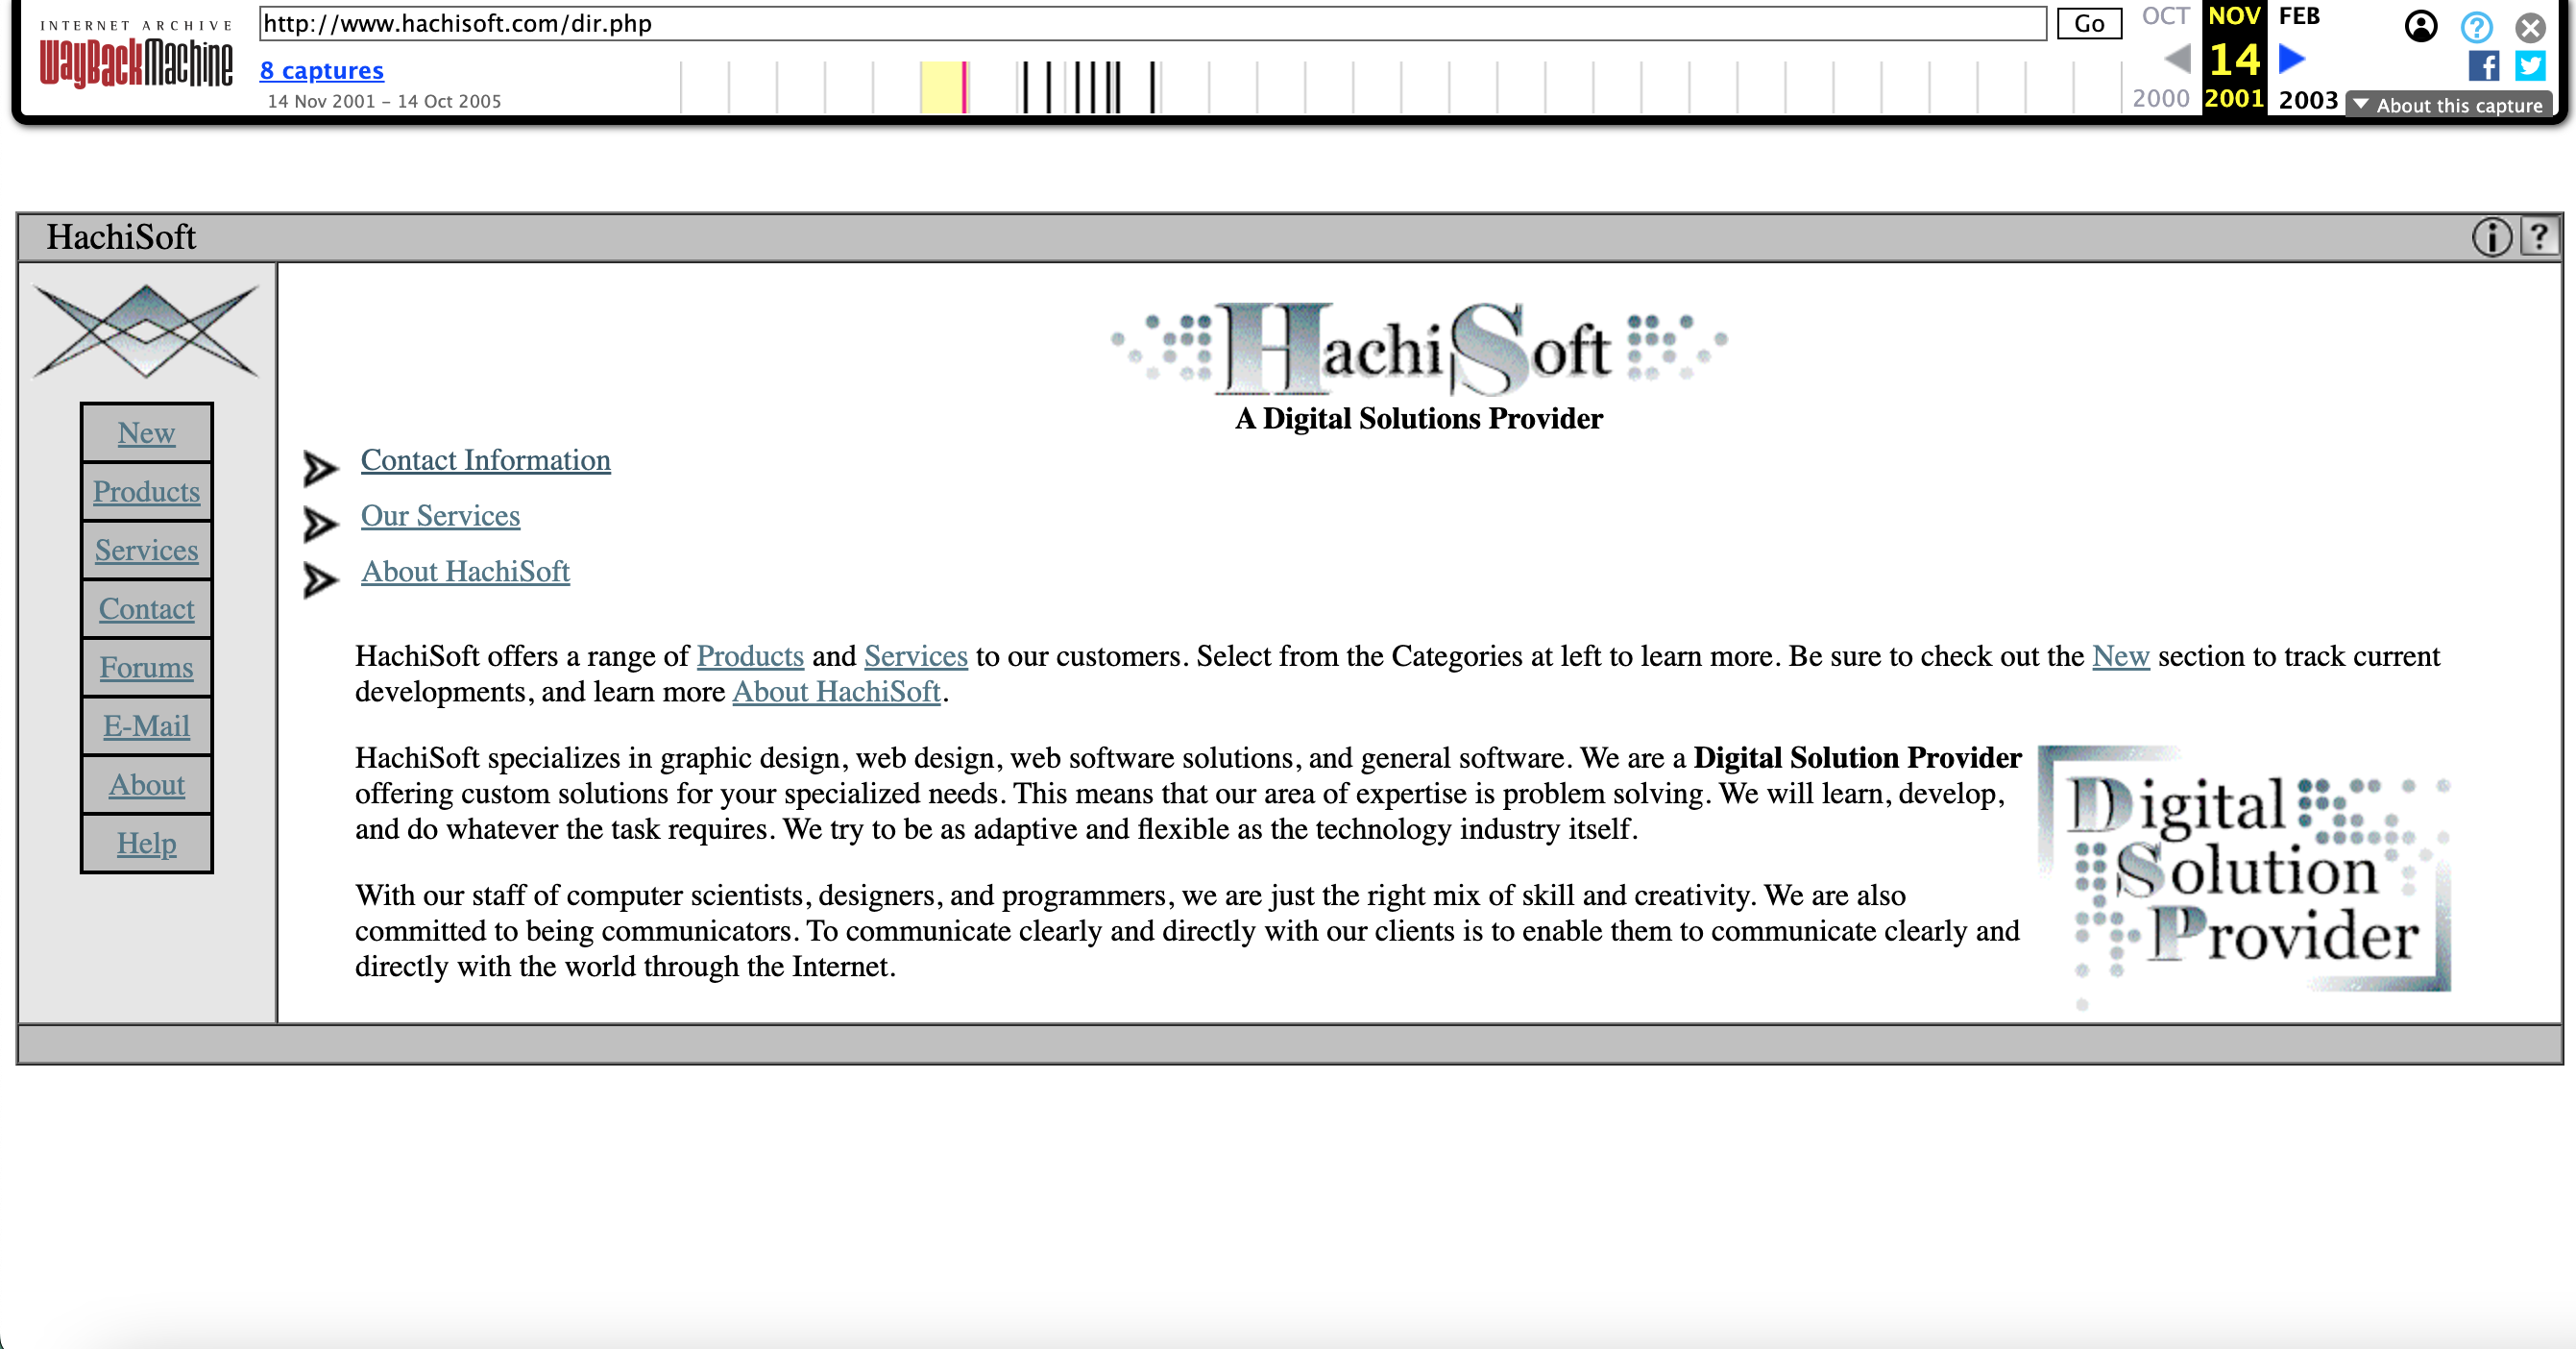 INTERNET ARCHIVE
WayBackMachine
http://www.hachisoft.com/dir.php
Go
8 captures
14 Nov 2001 – 14 Oct 2005
OCT NOV FEB
14
2000 2001 2003
About this capture
HachiSoft
i ?
HachiSoft
A Digital Solutions Provider
New
Products
Services
Contact
Forums
E-Mail
About
Help
Contact Information
Our Services
About HachiSoft
HachiSoft offers a range of Products and Services to our customers. Select from the Categories at left to learn more. Be sure to check out the New section to track current
developments, and learn more About HachiSoft.
HachiSoft specializes in graphic design, web design, web software solutions, and general software. We are a Digital Solution Provider
offering custom solutions for your specialized needs. This means that our area of expertise is problem solving. We will learn, develop,
and do whatever the task requires. We try to be as adaptive and flexible as the technology industry itself.
With our staff of computer scientists, designers, and programmers, we are just the right mix of skill and creativity. We are also
committed to being communicators. To communicate clearly and directly with our clients is to enable them to communicate clearly and
directly with the world through the Internet.
Digital
Solution
Provider